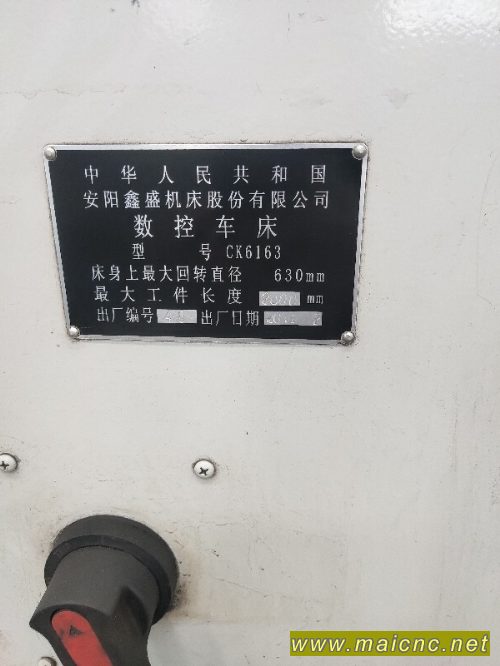 中华人民共和国
安阳鑫盛机床股份有限公司
数控车床
型号 CK6163
床身上最大回转直径 630mm
最大工件长度 mm
出厂编号 出厂日期
www.maicnc.net